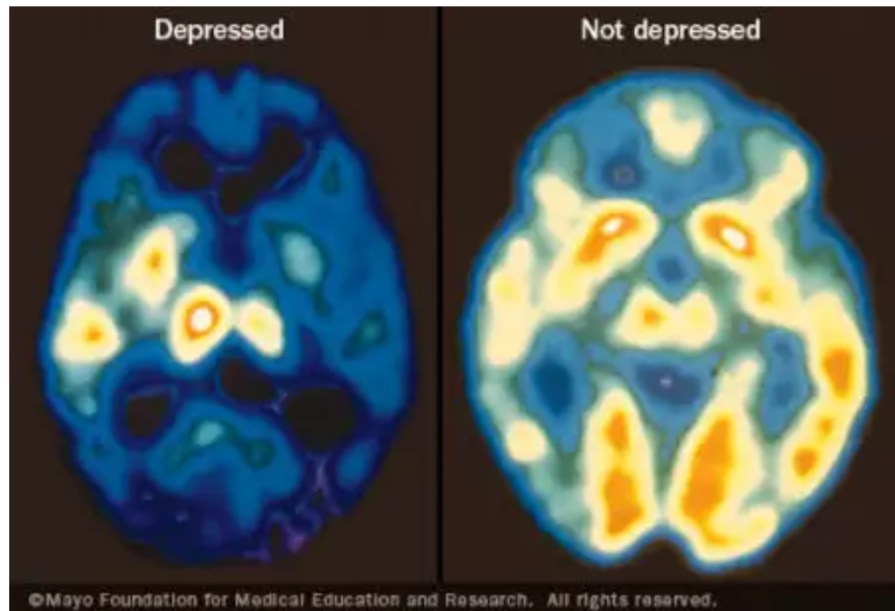 Depressed
Not depressed
©Mayo Foundation for Medical Education and Research. All rights reserved.